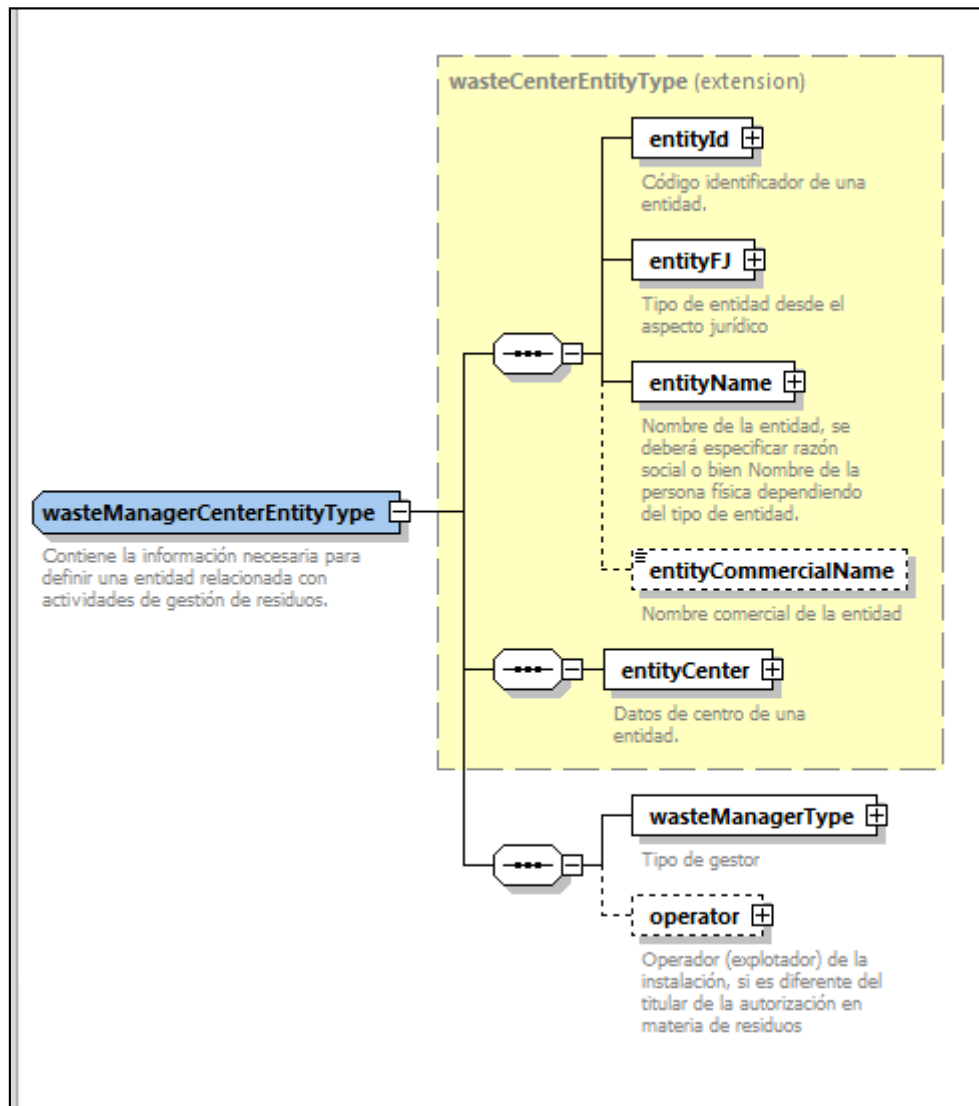 wasteCenterEntityType (extension)
entityId
Código identificador de una
entidad.
entityFJ
Tipo de entidad desde el
aspecto jurídico
entityName
Nombre de la entidad, se
deberá especificar razón
social o bien Nombre de la
persona física dependiendo
del tipo de entidad.
wasteManagerCenterEntityType
Contiene la información necesaria para
definir una entidad relacionada con
actividades de gestión de residuos.
entityCommercialName
Nombre comercial de la entidad
entityCenter
Datos de centro de una
entidad.
wasteManagerType
Tipo de gestor
operator
Operador (explotador) de la
instalación, si es diferente del
titular de la autorización en
materia de residuos